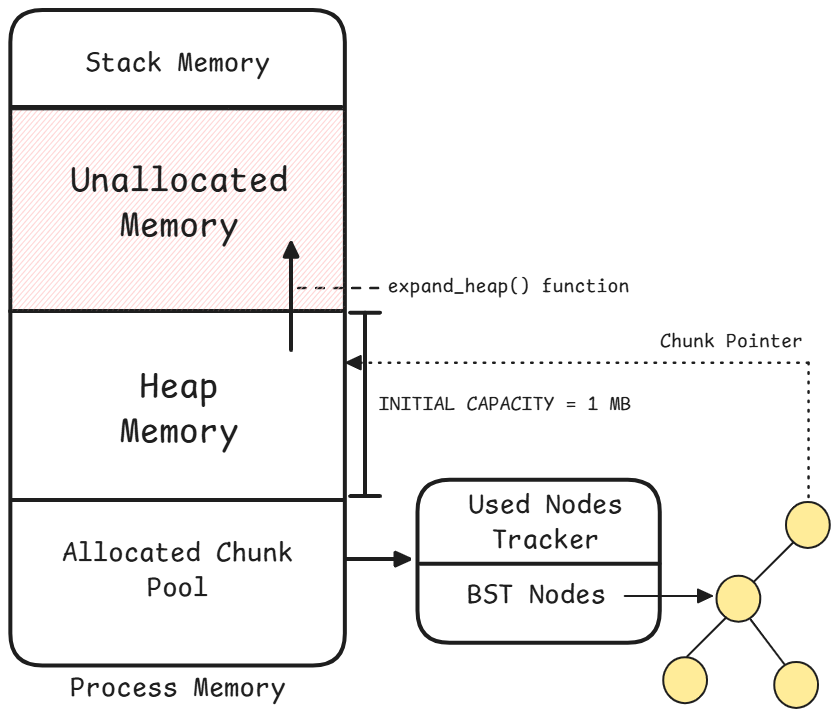 Stack Memory
Unallocated
Memory
expand_heap() function
Chunk Pointer
Heap
Memory
INITIAL CAPACITY = 1 MB
Used Nodes
Tracker
Allocated Chunk
Pool
BST Nodes
Process Memory